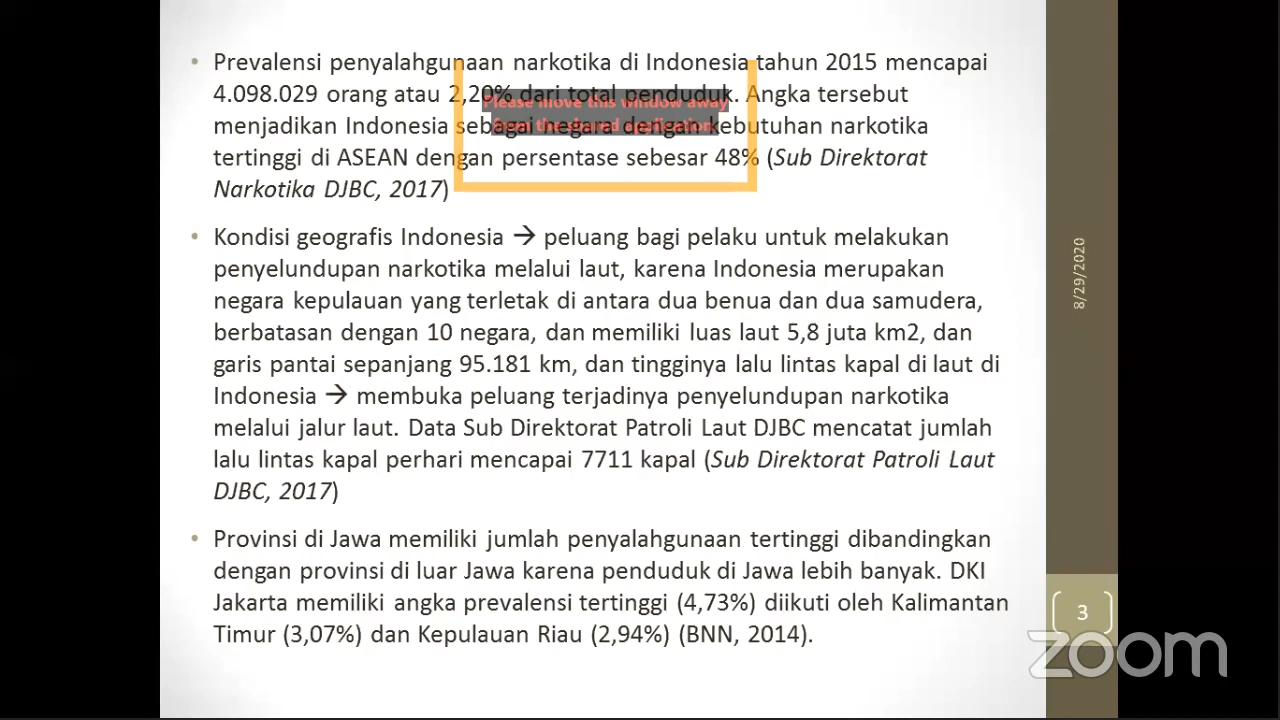 • Prevalensi penyalahgunaan narkotika di Indonesia tahun 2015 mencapai
4.098.029 orang atau 2,20% dari total penduduk. Angka tersebut
Please move this window away
from the shared application.
menjadikan Indonesia sebagai negara dengan kebutuhan narkotika
tertinggi di ASEAN dengan persentase sebesar 48% (Sub Direktorat
Narkotika DJBC, 2017)
• Kondisi geografis Indonesia → peluang bagi pelaku untuk melakukan
penyelundupan narkotika melalui laut, karena Indonesia merupakan
negara kepulauan yang terletak di antara dua benua dan dua samudera,
berbatasan dengan 10 negara, dan memiliki luas laut 5,8 juta km2, dan
garis pantai sepanjang 95.181 km, dan tingginya lalu lintas kapal di laut di
Indonesia → membuka peluang terjadinya penyelundupan narkotika
melalui jalur laut. Data Sub Direktorat Patroli Laut DJBC mencatat jumlah
lalu lintas kapal perhari mencapai 7711 kapal (Sub Direktorat Patroli Laut
DJBC, 2017)
• Provinsi di Jawa memiliki jumlah penyalahgunaan tertinggi dibandingkan
dengan provinsi di luar Jawa karena penduduk di Jawa lebih banyak. DKI
Jakarta memiliki angka prevalensi tertinggi (4,73%) diikuti oleh Kalimantan
Timur (3,07%) dan Kepulauan Riau (2,94%) (BNN, 2014).
8/29/2020
3
zoom